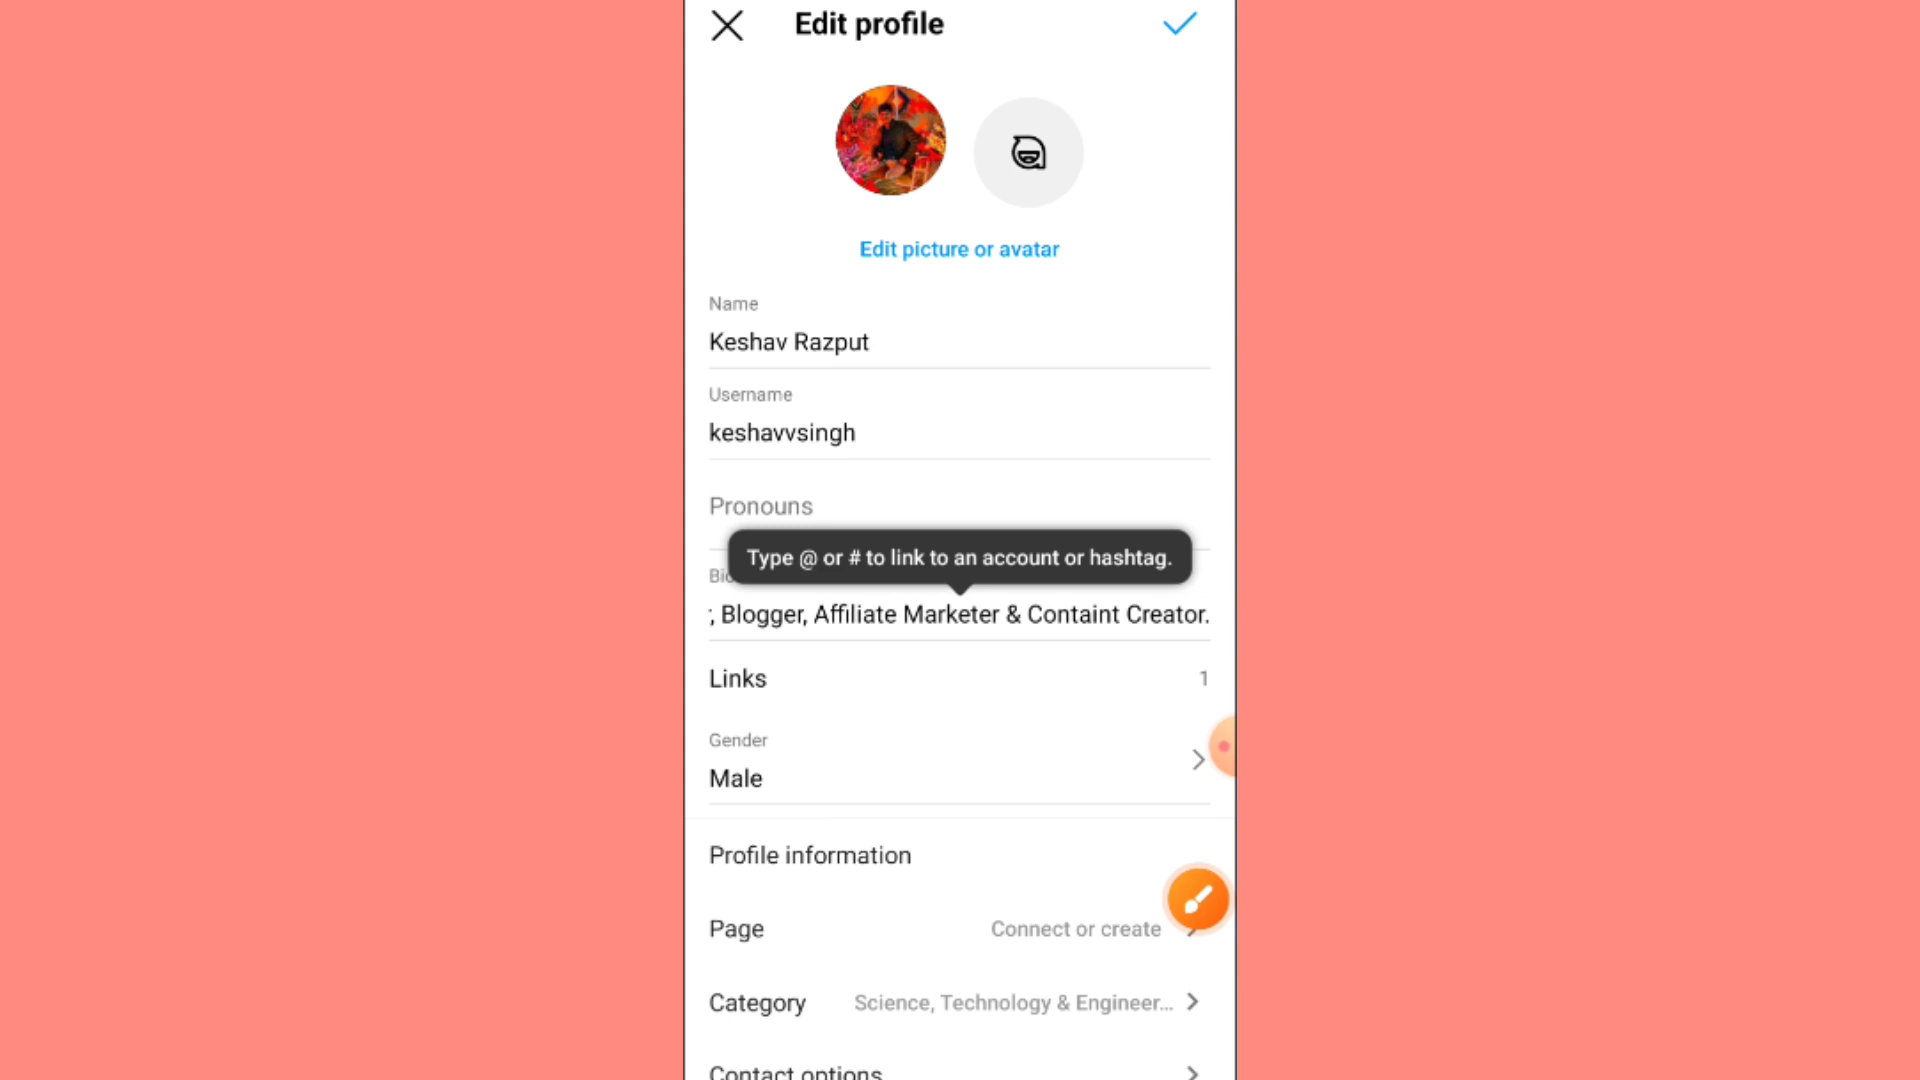 Edit profile
Edit picture or avatar
Name
Keshav Razput
Username
keshavvsingh
Pronouns
Type @ or # to link to an account or hashtag.
; Blogger, Affiliate Marketer & Containt Creator.
Links 1
Gender
Male
Profile information
Page Connect or create
Category Science, Technology & Engineer...
Contact options